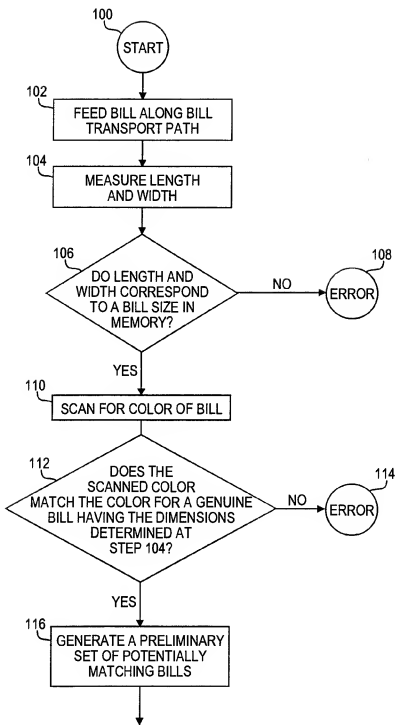 100
START
102
FEED BILL ALONG BILL
TRANSPORT PATH
104
MEASURE LENGTH
AND WIDTH
106
DO LENGTH AND
WIDTH CORRESPOND
TO A BILL SIZE IN
MEMORY?
NO
108
ERROR
YES
110
SCAN FOR COLOR OF BILL
112
DOES THE
SCANNED COLOR
MATCH THE COLOR FOR A GENUINE
BILL HAVING THE DIMENSIONS
DETERMINED AT
STEP 104?
NO
114
ERROR
YES
116
GENERATE A PRELIMINARY
SET OF POTENTIALLY
MATCHING BILLS